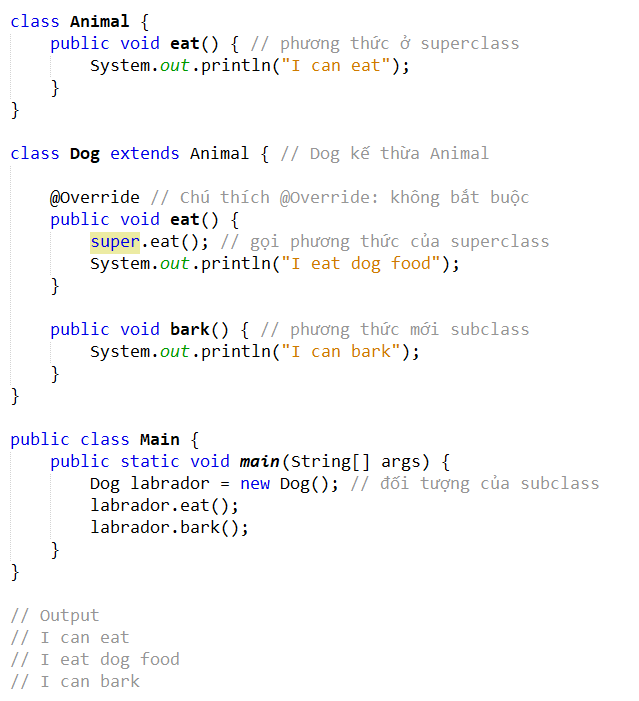 class Animal {
    public void eat() { // phương thức ở superclass
        System.out.println("I can eat");
    }
}

class Dog extends Animal { // Dog kế thừa Animal

    @Override // Chú thích @Override: không bắt buộc
    public void eat() {
        super.eat(); // gọi phương thức của superclass
        System.out.println("I eat dog food");
    }

    public void bark() { // phương thức mới subclass
        System.out.println("I can bark");
    }
}

public class Main {
    public static void main(String[] args) {
        Dog labrador = new Dog(); // đối tượng của subclass
        labrador.eat();
        labrador.bark();
    }
}

// Output
// I can eat
// I eat dog food
// I can bark